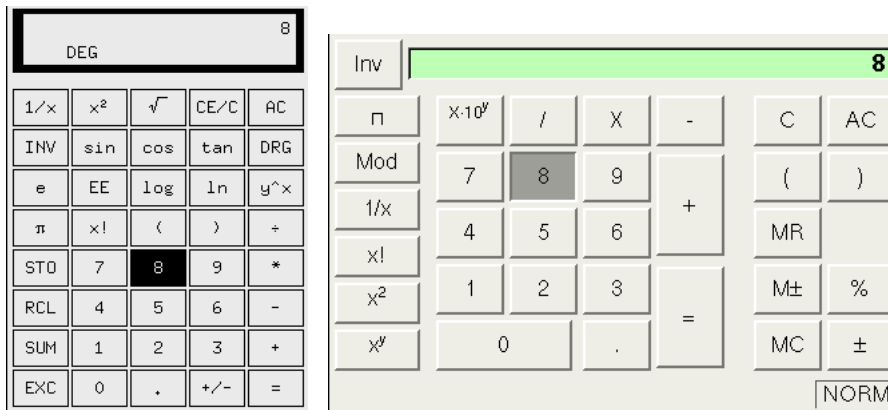 8
DEG
1/x x² √ CE/C AC
INV sin cos tan DRG
e EE log ln y^x
π x! ( ) ÷
STO 7 8 9 *
RCL 4 5 6 -
SUM 1 2 3 +
EXC 0 . +/- =
Inv 8
π X·10ʸ / X - C AC
Mod 7 8 9 + ( )
1/x
4 5 6 MR
x!
x² 1 2 3 = M± %
xʸ 0 . MC ±
NORM